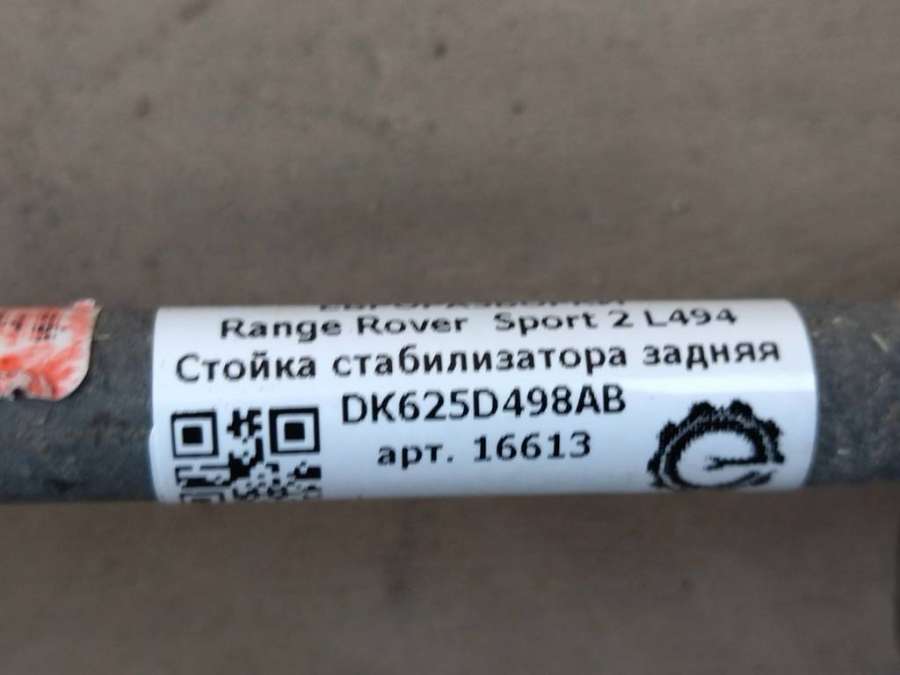 Range Rover Sport 2 L494
Стойка стабилизатора задняя
DK625D498AB
арт. 16613